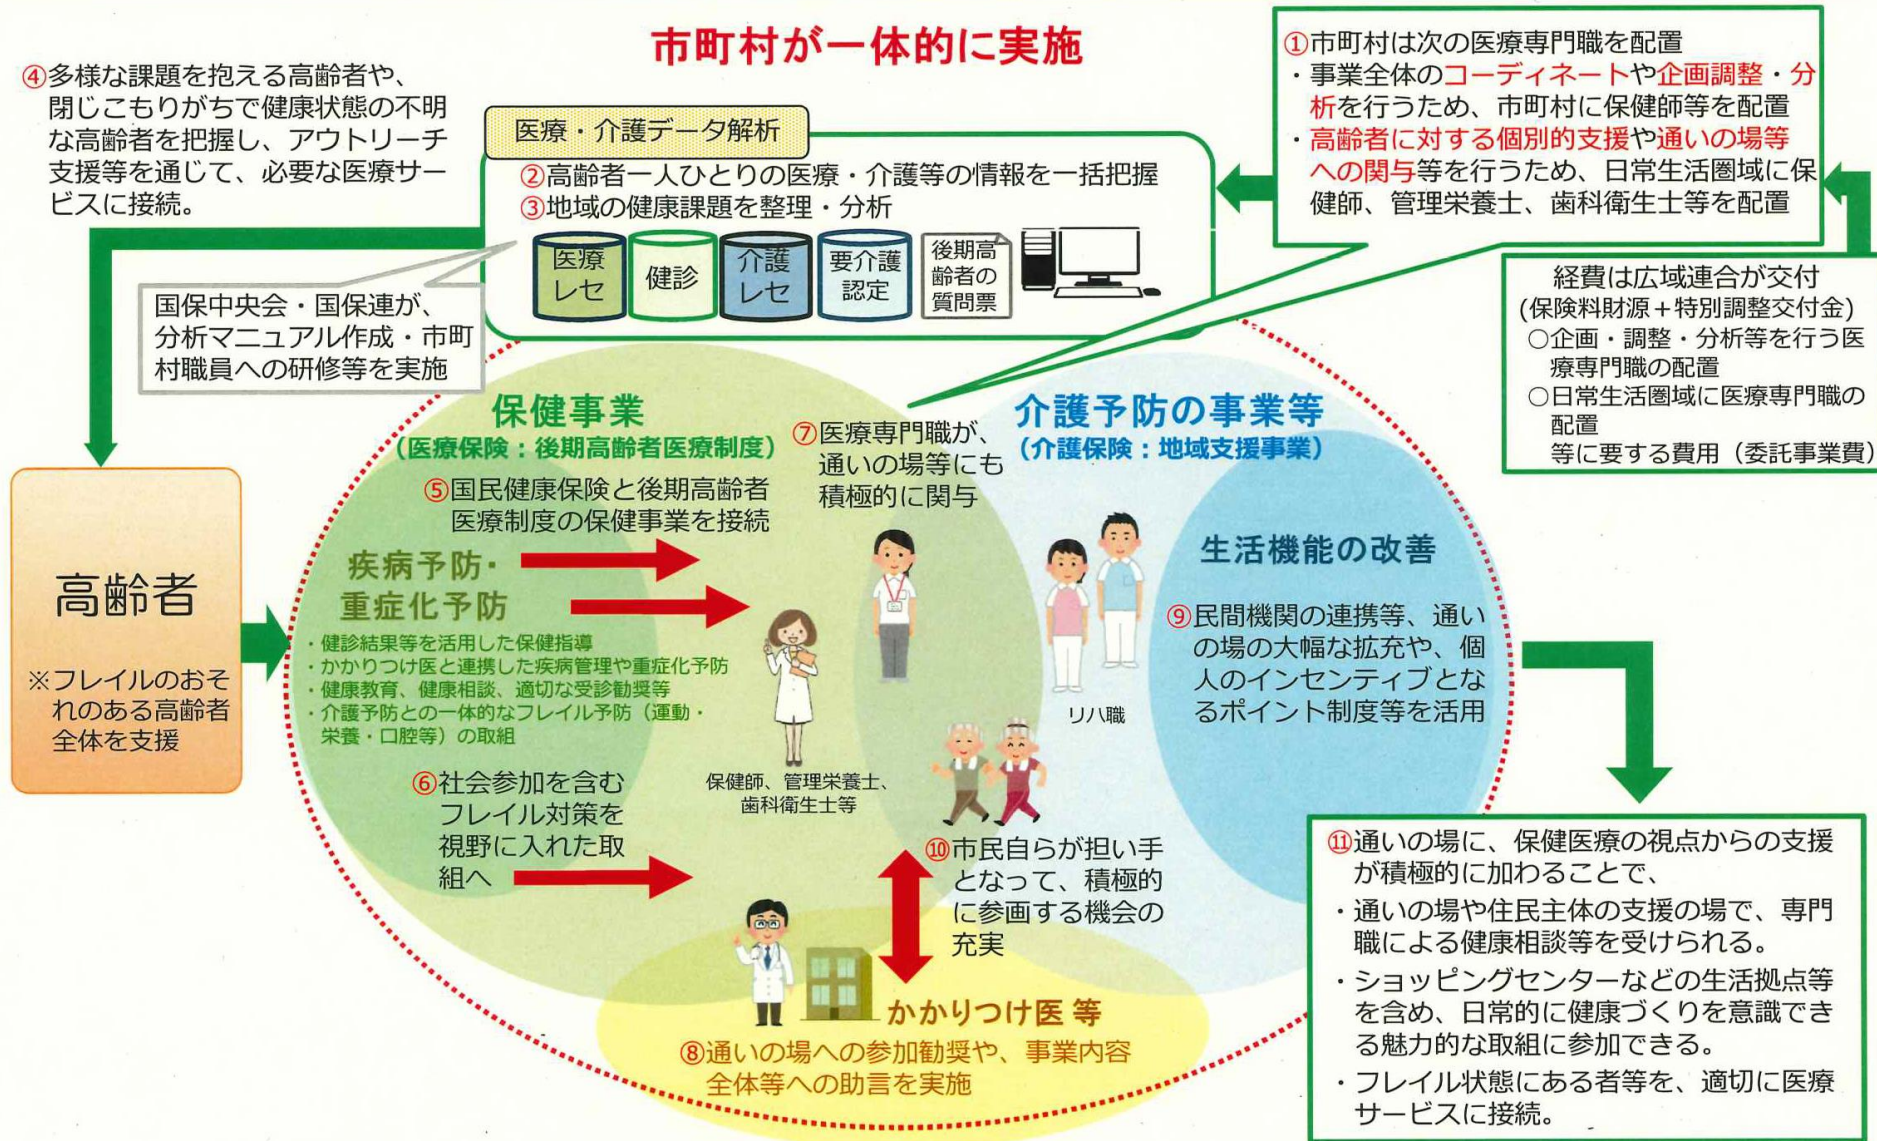 市町村が一体的に実施
④多様な課題を抱える高齢者や、
閉じこもりがちで健康状態の不明
な高齢者を把握し、アウトリーチ
支援等を通じて、必要な医療サー
ビスに接続。
医療・介護データ解析
②高齢者一人ひとりの医療・介護等の情報を一括把握
③地域の健康課題を整理・分析
医療
レセ
健診
介護
レセ
要介護
認定
後期高
齢者の
質問票
①市町村は次の医療専門職を配置
・事業全体のコーディネートや企画調整・分
析を行うため、市町村に保健師等を配置
・高齢者に対する個別的支援や通いの場等
への関与等を行うため、日常生活圏域に保
健師、管理栄養士、歯科衛生士等を配置
経費は広域連合が交付
(保険料財源＋特別調整交付金)
○企画・調整・分析等を行う医
療専門職の配置
○日常生活圏域に医療専門職の
配置
等に要する費用（委託事業費）
国保中央会・国保連が、
分析マニュアル作成・市町
村職員への研修等を実施
高齢者
※フレイルのおそ
れのある高齢者
全体を支援
保健事業
（医療保険：後期高齢者医療制度）
⑤国民健康保険と後期高齢者
医療制度の保健事業を接続
疾病予防・
重症化予防
・健診結果等を活用した保健指導
・かかりつけ医と連携した疾病管理や重症化予防
・健康教育、健康相談、適切な受診勧奨等
・介護予防との一体的なフレイル予防（運動・
栄養・口腔等）の取組
⑥社会参加を含む
フレイル対策を
視野に入れた取
組へ
保健師、管理栄養士、
歯科衛生士等
⑦医療専門職が、
通いの場等にも
積極的に関与
介護予防の事業等
（介護保険：地域支援事業）
リハ職
生活機能の改善
⑨民間機関の連携等、通い
の場の大幅な拡充や、個
人のインセンティブとな
るポイント制度等を活用
⑩市民自らが担い手
となって、積極的
に参画する機会の
充実
かかりつけ医 等
⑧通いの場への参加勧奨や、事業内容
全体等への助言を実施
⑪通いの場に、保健医療の視点からの支援
が積極的に加わることで、
・通いの場や住民主体の支援の場で、専門
職による健康相談等を受けられる。
・ショッピングセンターなどの生活拠点等
を含め、日常的に健康づくりを意識でき
る魅力的な取組に参加できる。
・フレイル状態にある者等を、適切に医療
サービスに接続。